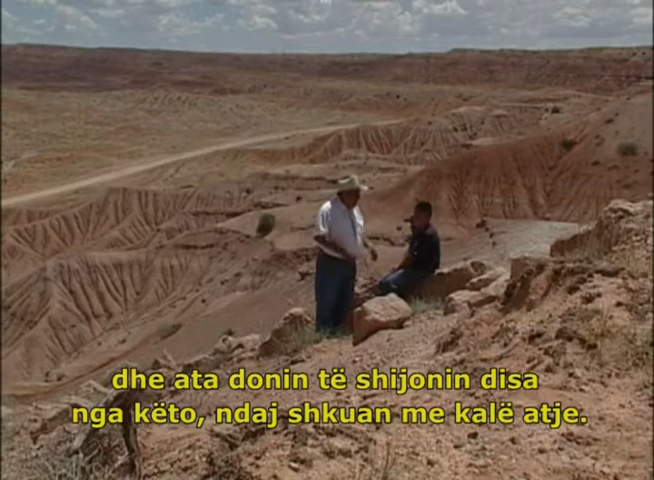 dhe ata donin të shijonin disa
nga këto, ndaj shkuan me kalë atje.